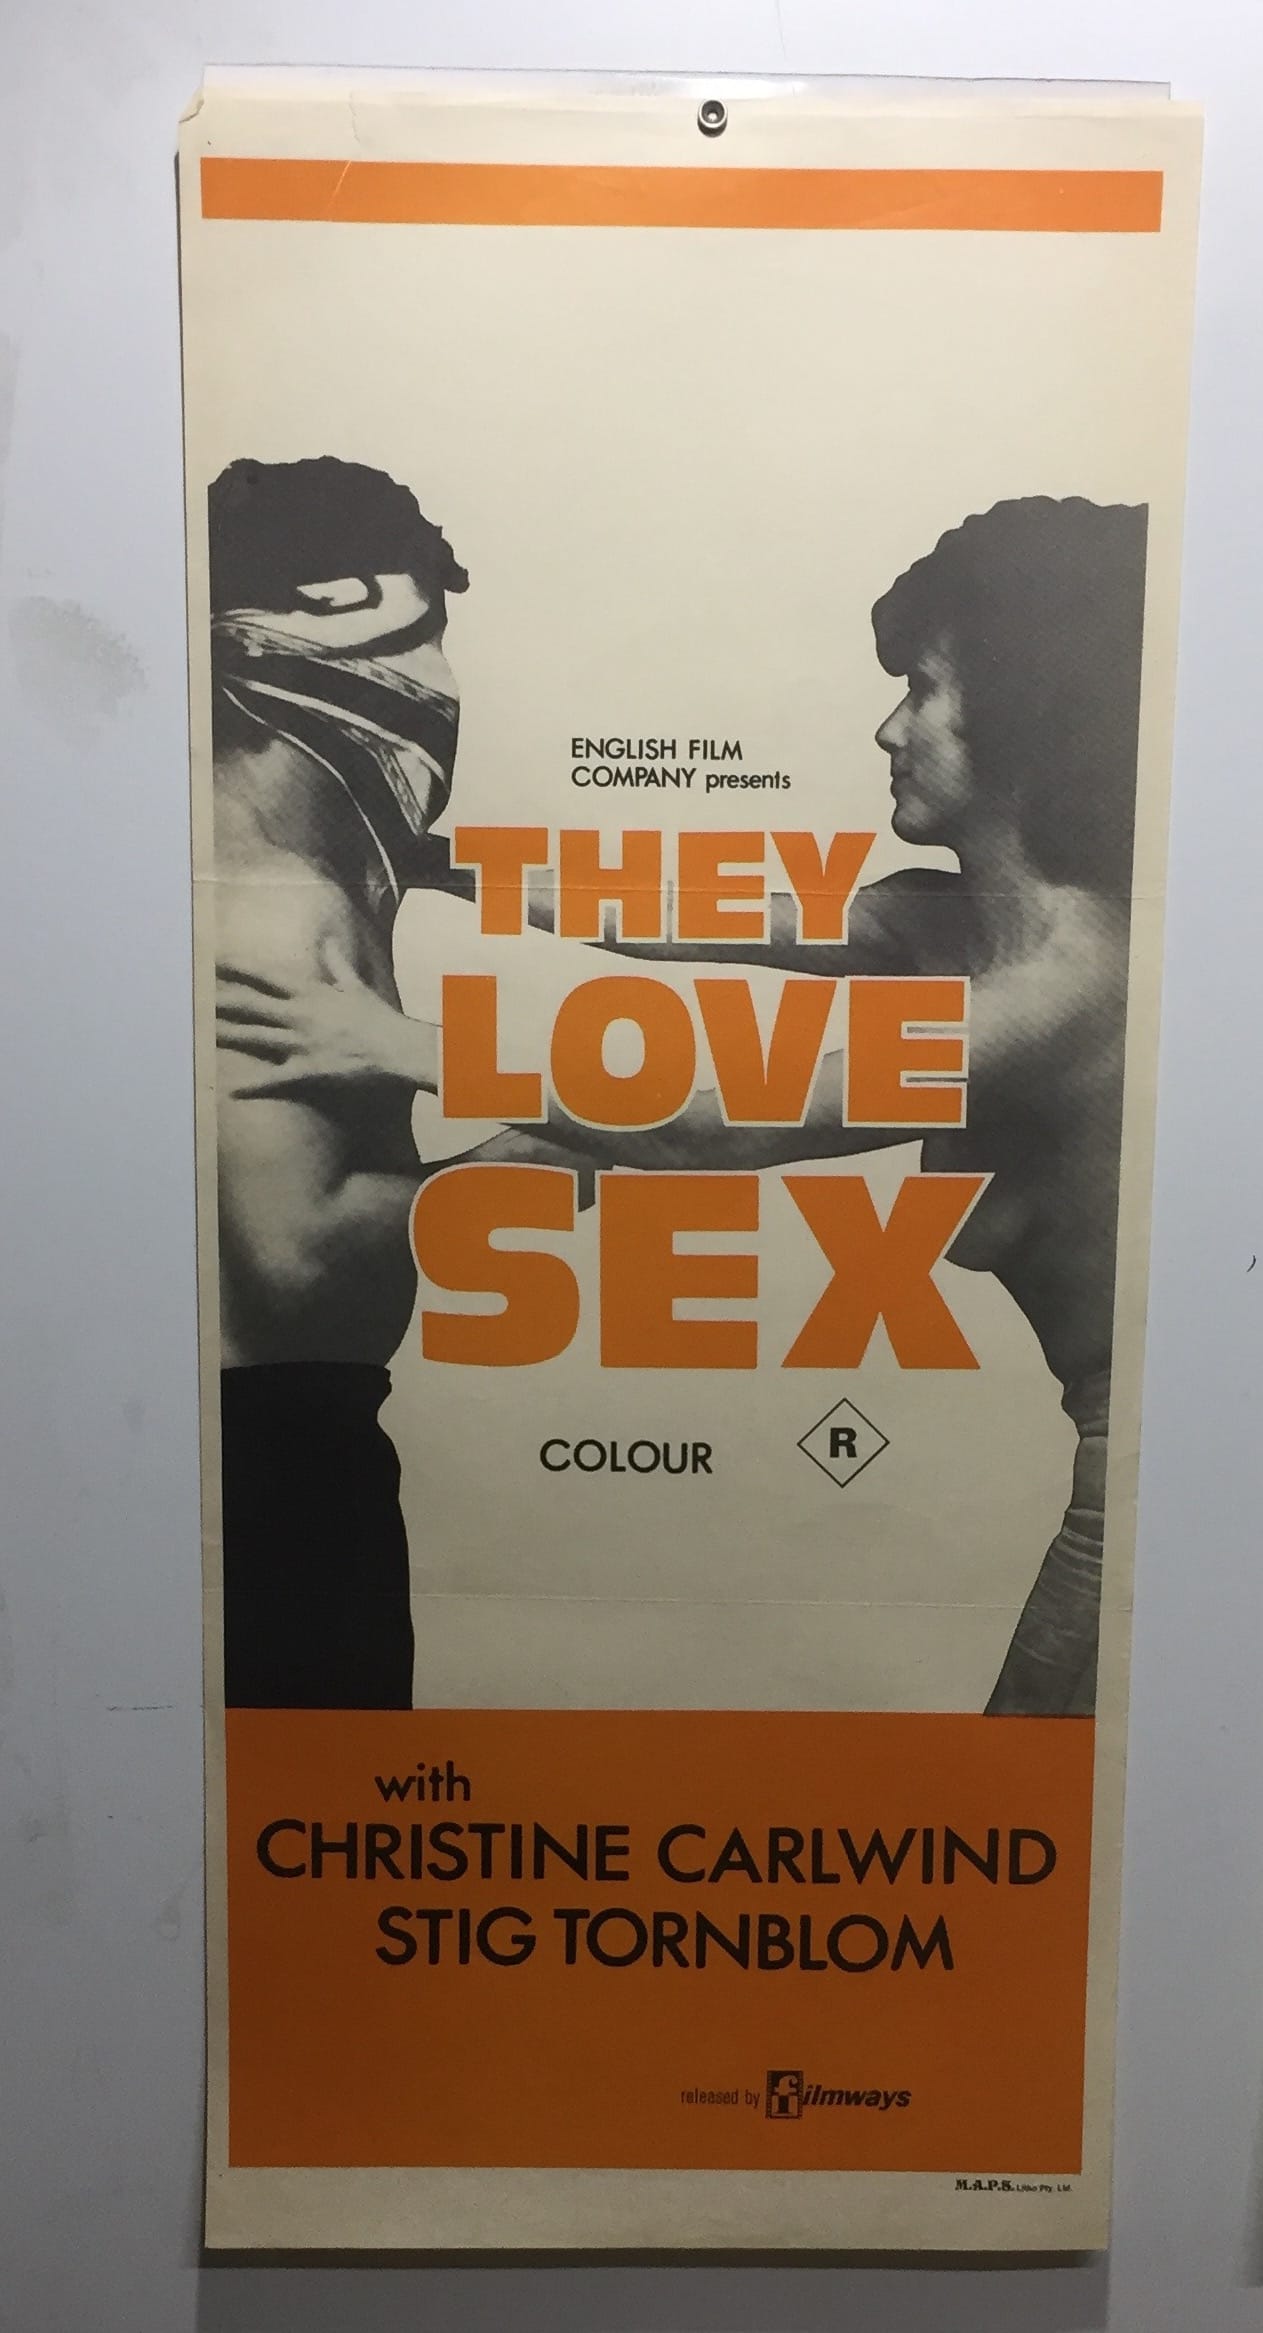 ENGLISH FILM
COMPANY presents
THEY
LOVE
SEX
COLOUR
R
with
CHRISTINE CARLWIND
STIG TORNBLOM
released by filmways
M.A.P.S. Litho Pty. Ltd.